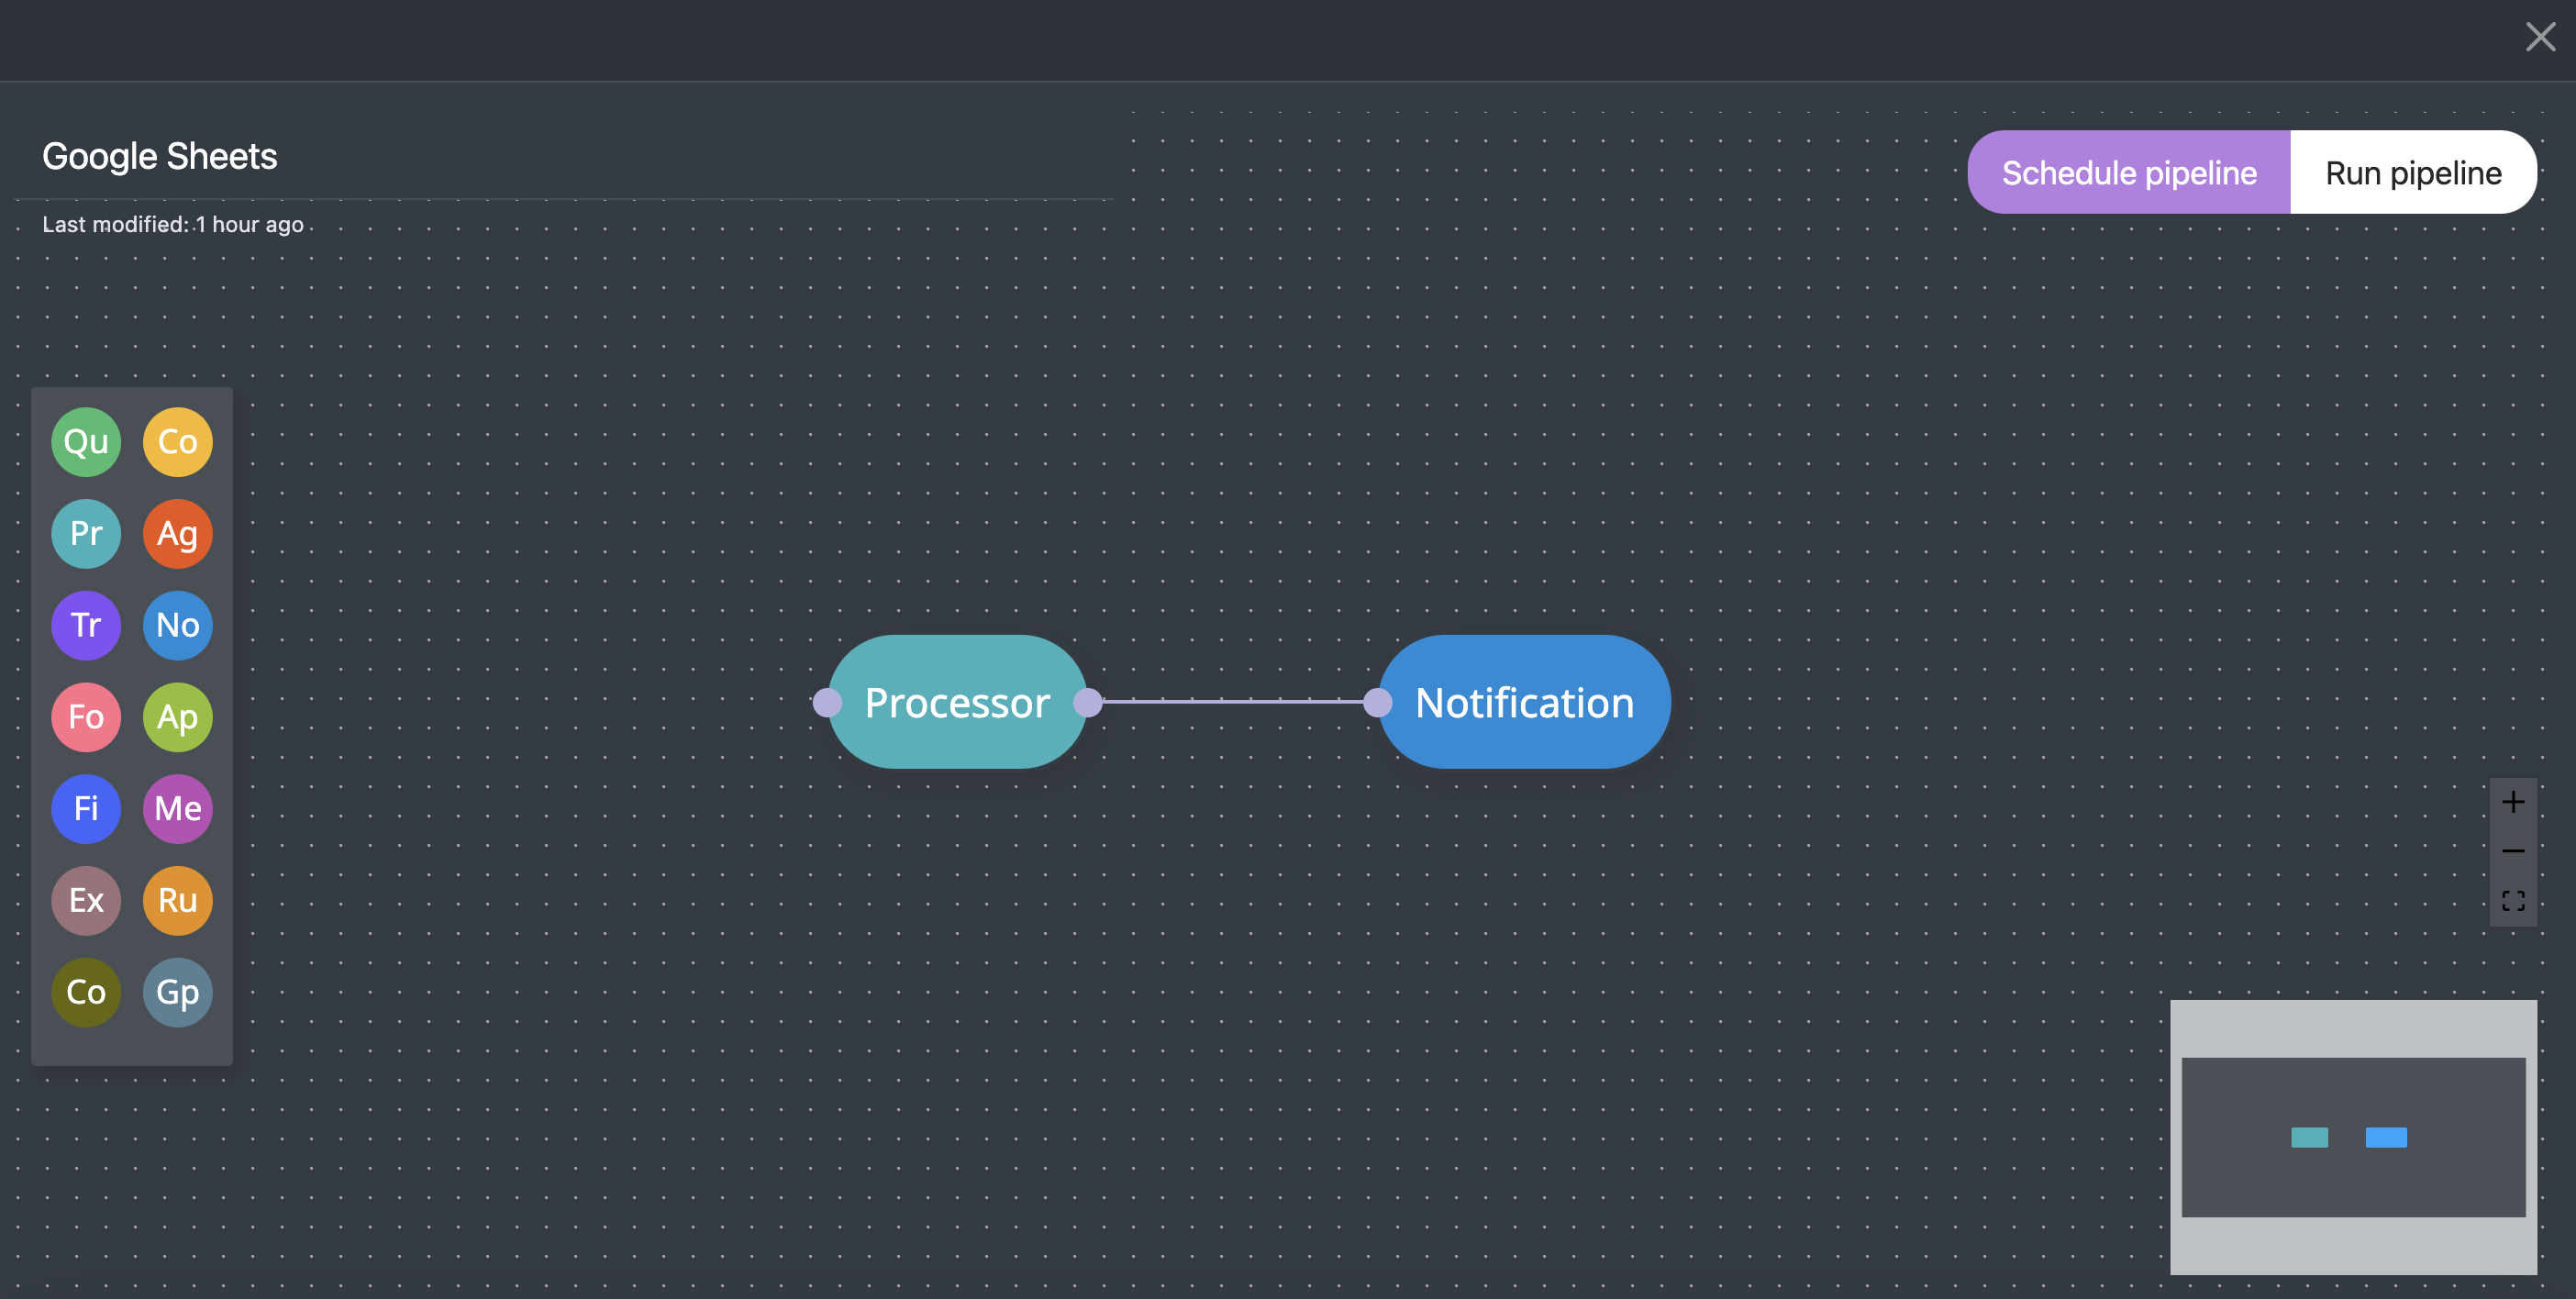 Google Sheets
Schedule pipeline
Run pipeline
Last modified: 1 hour ago
Qu
Co
Pr
Ag
Tr
No
Fo
Ap
Fi
Me
Ex
Ru
Co
Gp
Processor
Notification